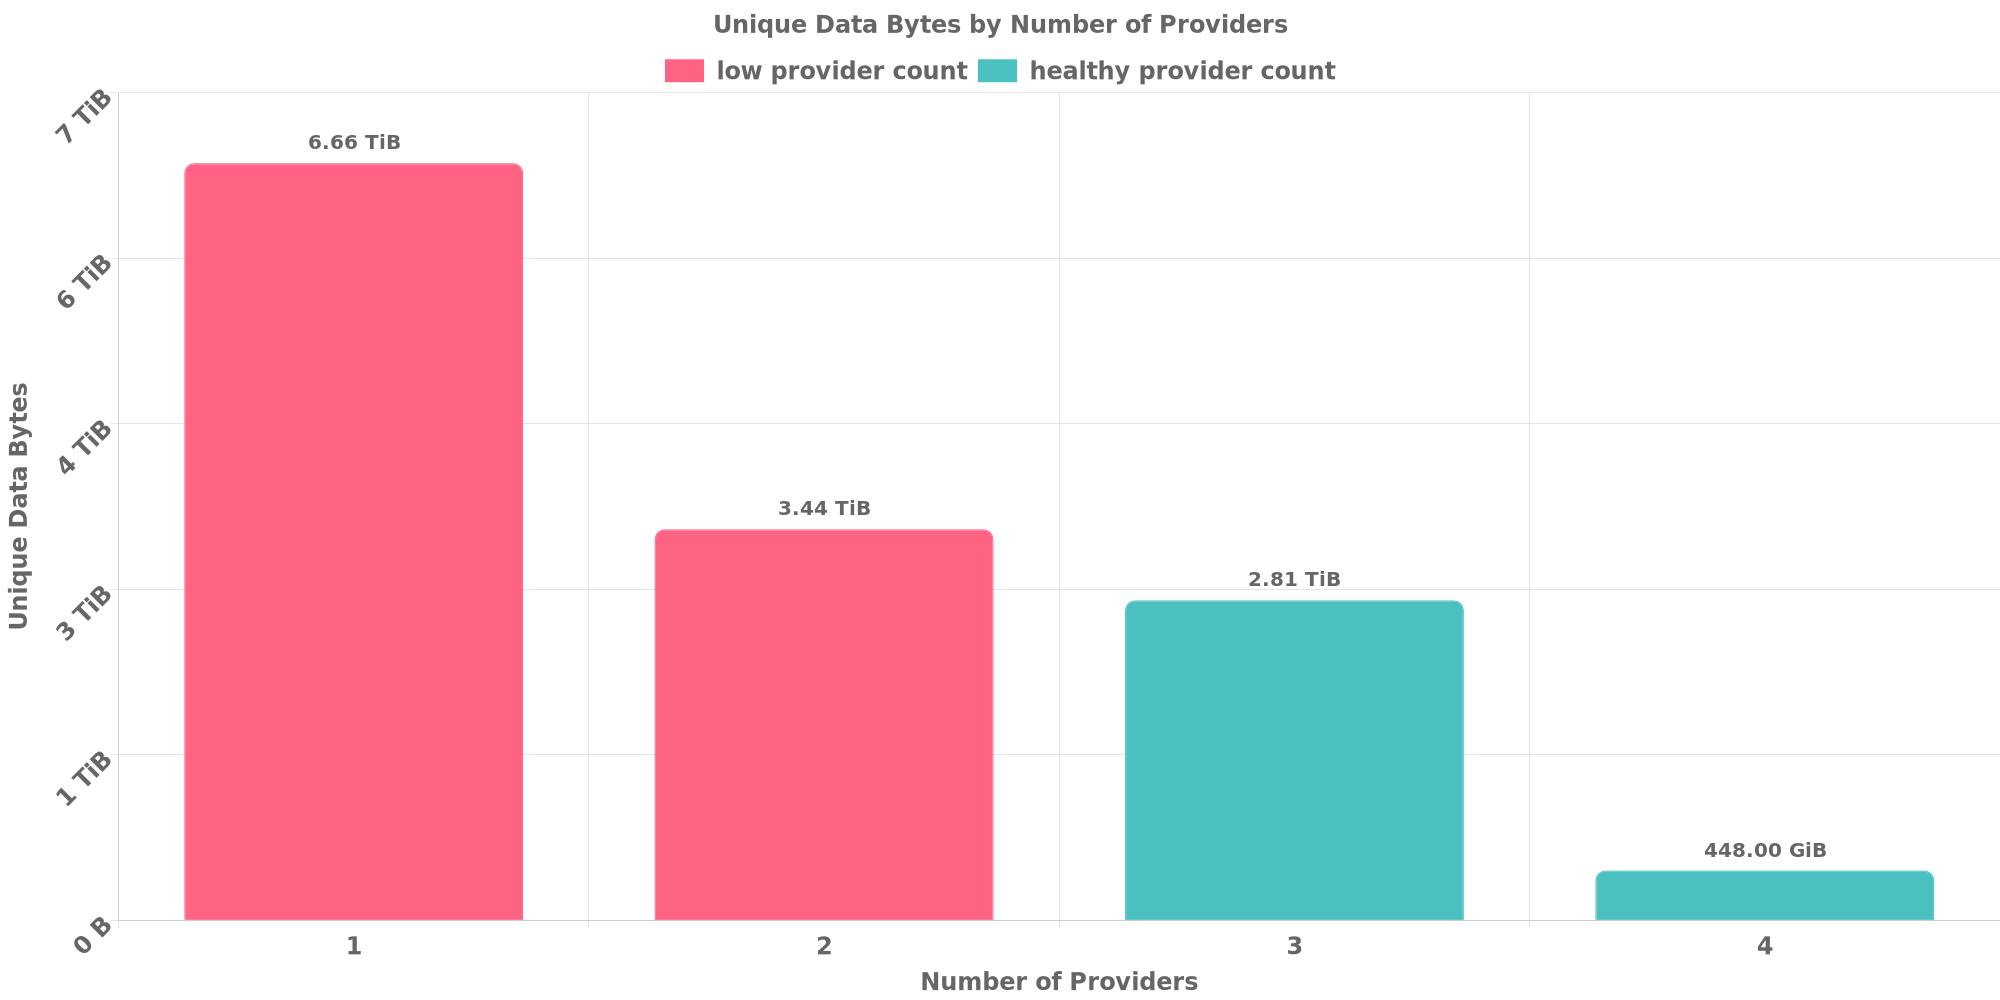 Unique Data Bytes by Number of Providers
low provider count healthy provider count
7 TiB
6 TiB
4 TiB
3 TiB
1 TiB
0 B
Unique Data Bytes
6.66 TiB
3.44 TiB
2.81 TiB
448.00 GiB
1 2 3 4
Number of Providers